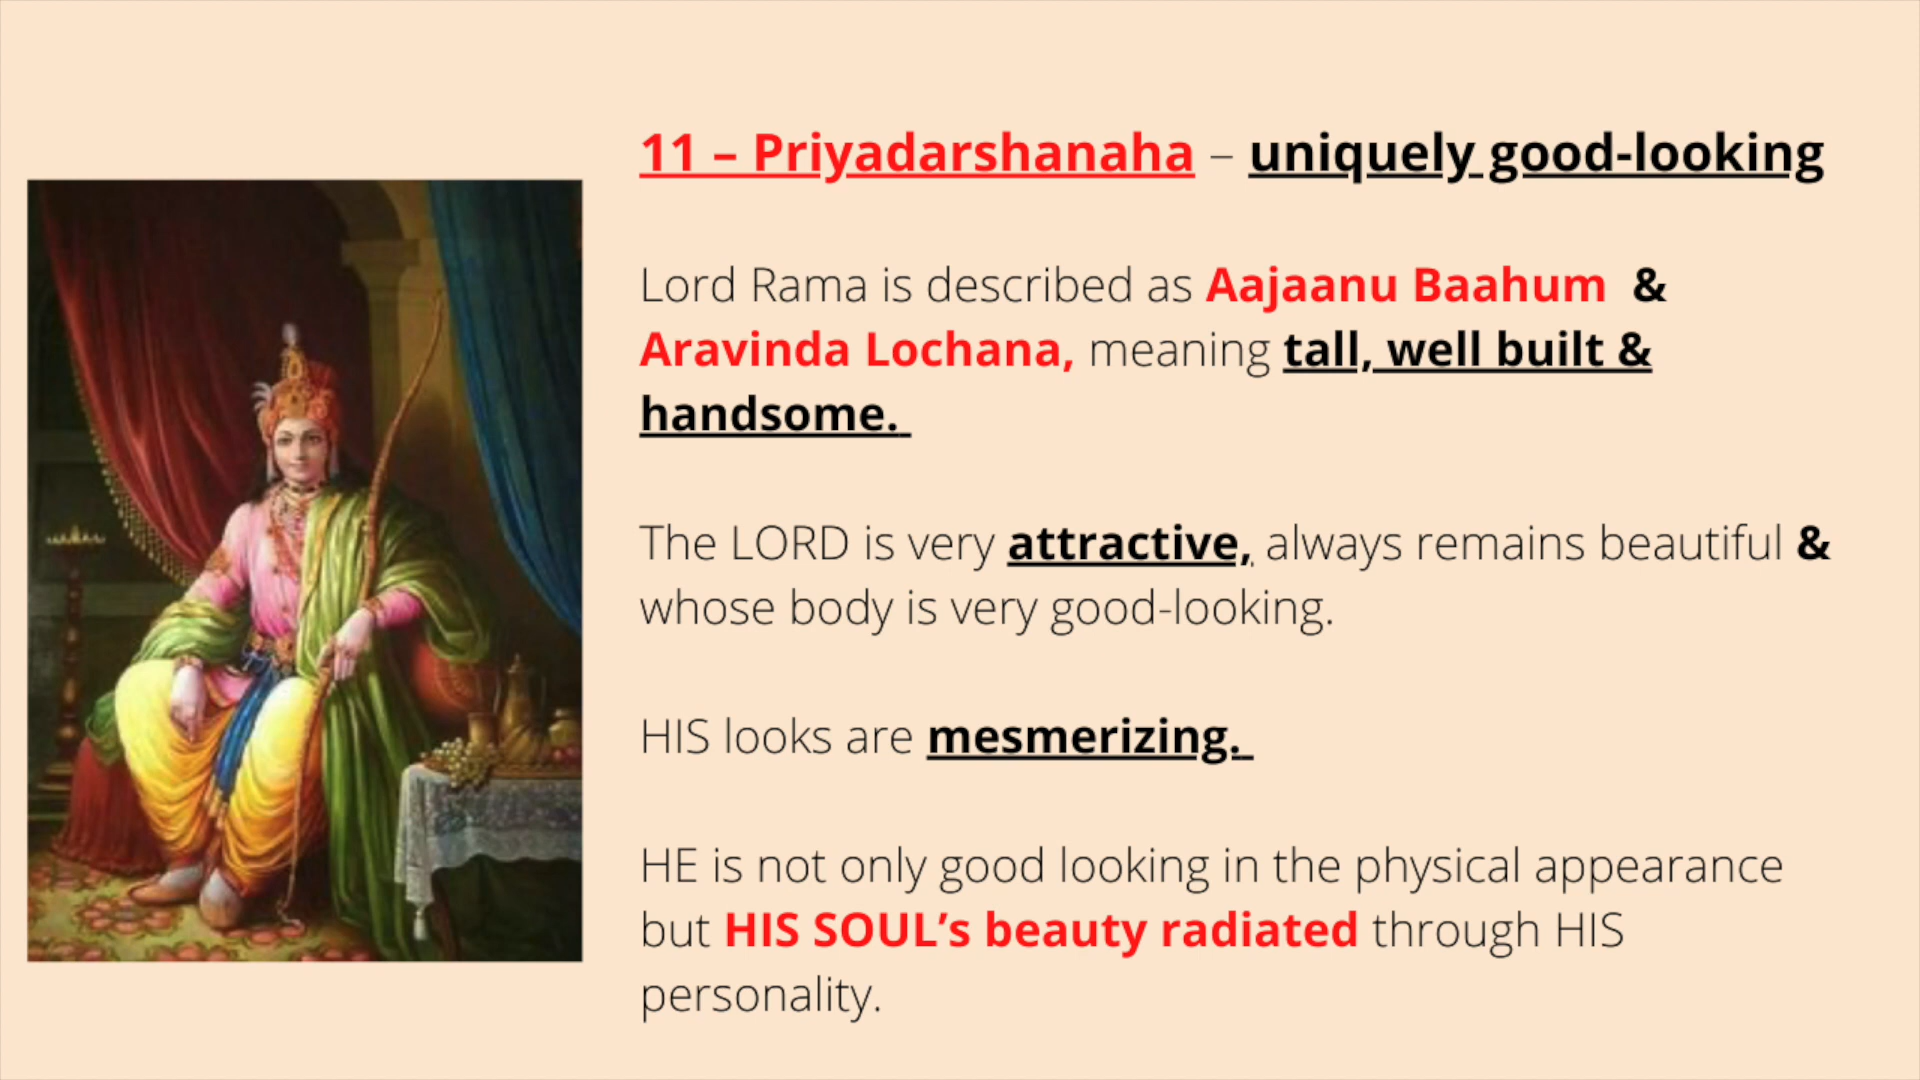 11 – Priyadarshanaha – uniquely good-looking
Lord Rama is described as Aajaanu Baahum &
Aravinda Lochana, meaning tall, well built &
handsome.
The LORD is very attractive, always remains beautiful &
whose body is very good-looking.
HIS looks are mesmerizing.
HE is not only good looking in the physical appearance
but HIS SOUL’s beauty radiated through HIS
personality.